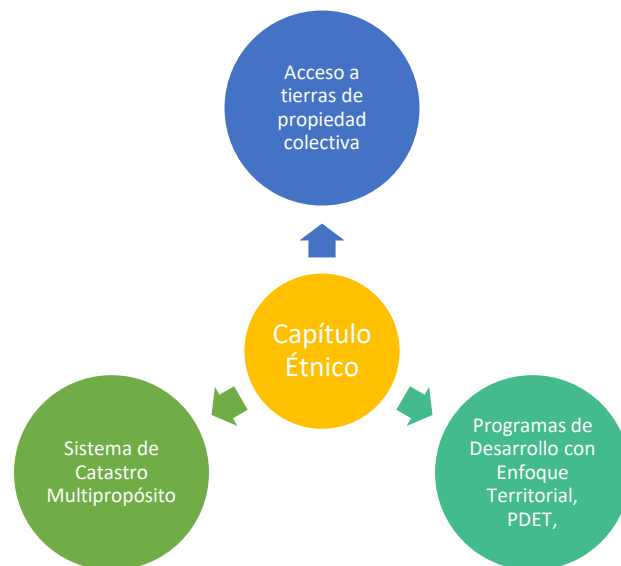 Acceso a
tierras de
propiedad
colectiva
Capítulo
Étnico
Sistema de
Catastro
Multipropósito
Programas de
Desarrollo con
Enfoque
Territorial,
PDET,